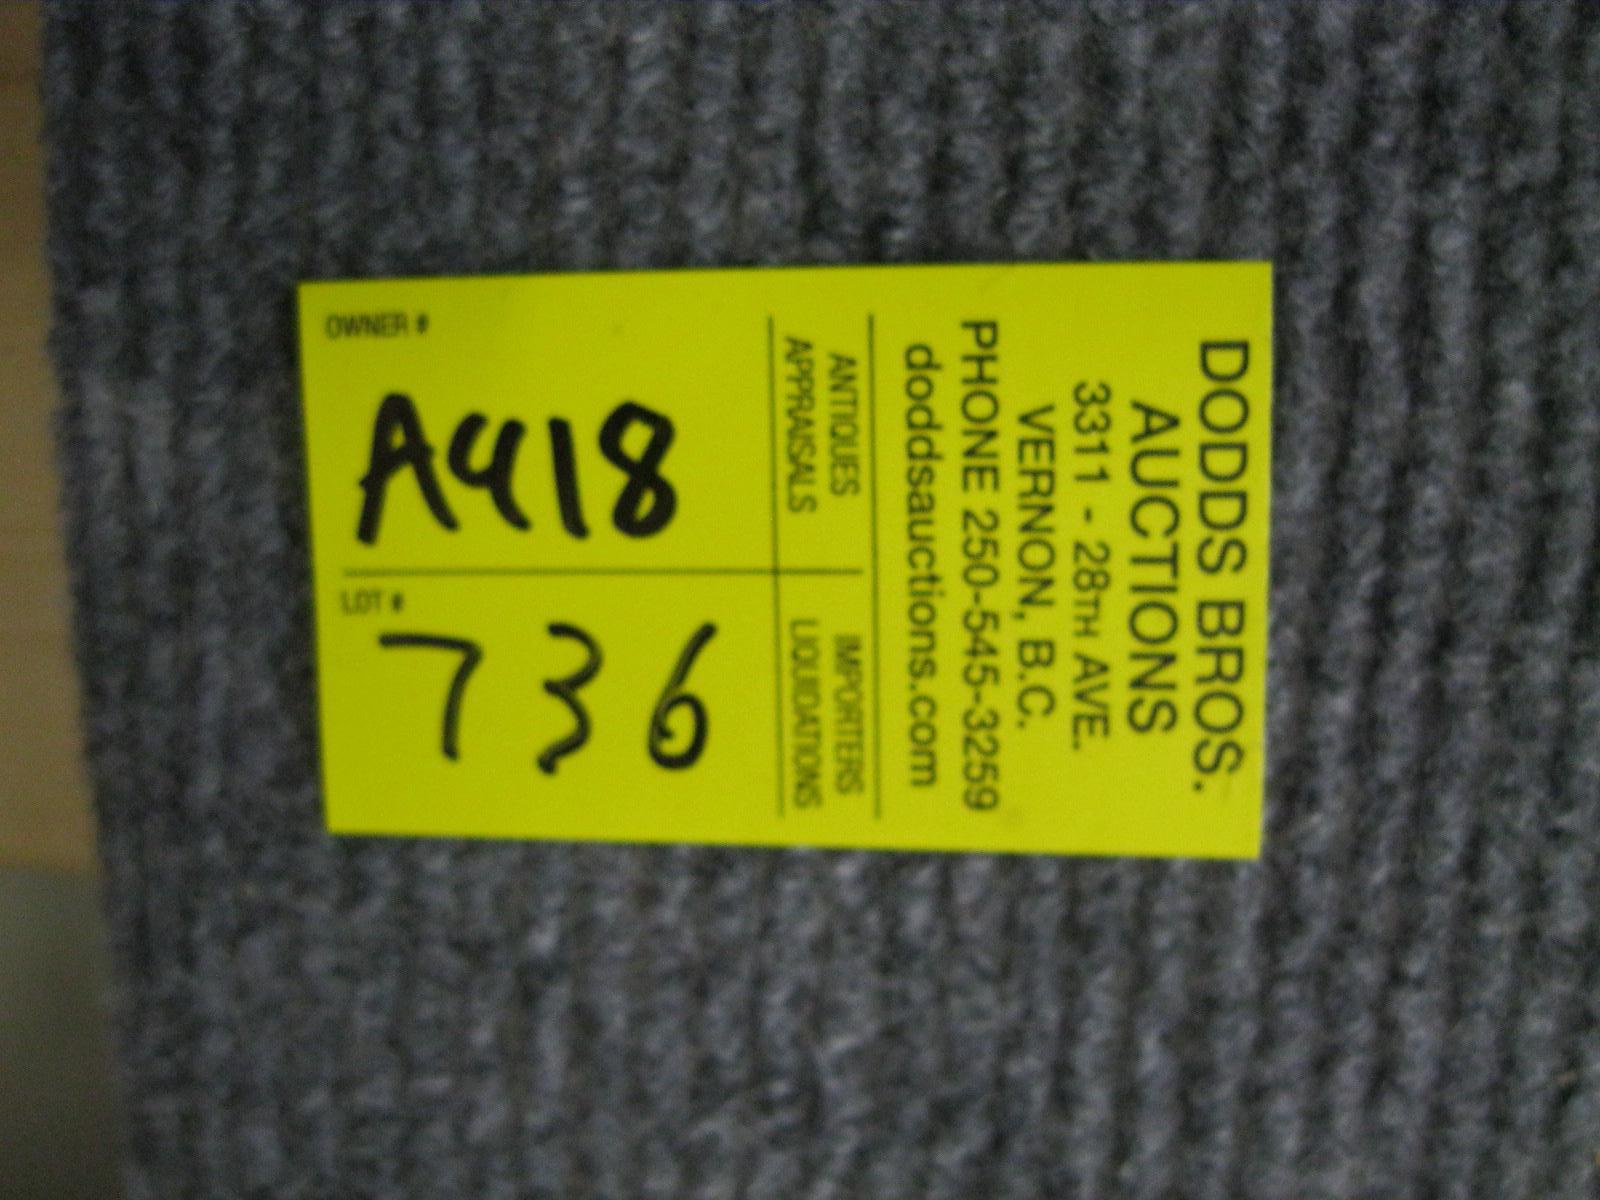 DODDS BROS.
AUCTIONS
3311 - 28TH AVE.
VERNON, B.C.
PHONE 250-545-3259
doddsauctions.com
ANTIQUES IMPORTERS
APPRAISALS LIQUIDATIONS
OWNER #
A418
LOT #
736